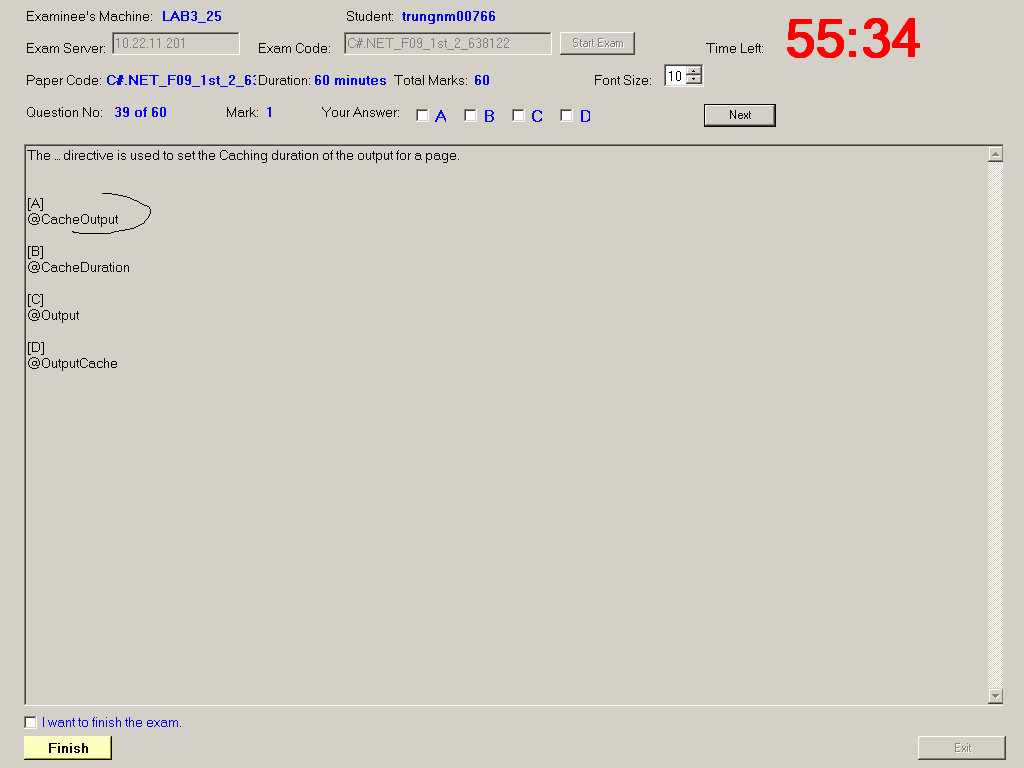 Examinee's Machine: LAB3_25 Student: trungnm00766
Exam Server: 10.22.11.201 Exam Code: C#.NET_F09_1st_2_638122 Start Exam Time Left: 55:34
Paper Code: C#.NET_F09_1st_2_63 Duration: 60 minutes Total Marks: 60 Font Size: 10
Question No: 39 of 60 Mark: 1 Your Answer: A B C D Next
The ... directive is used to set the Caching duration of the output for a page.
[A]
@CacheOutput
[B]
@CacheDuration
[C]
@Output
[D]
@OutputCache
I want to finish the exam.
Finish Exit